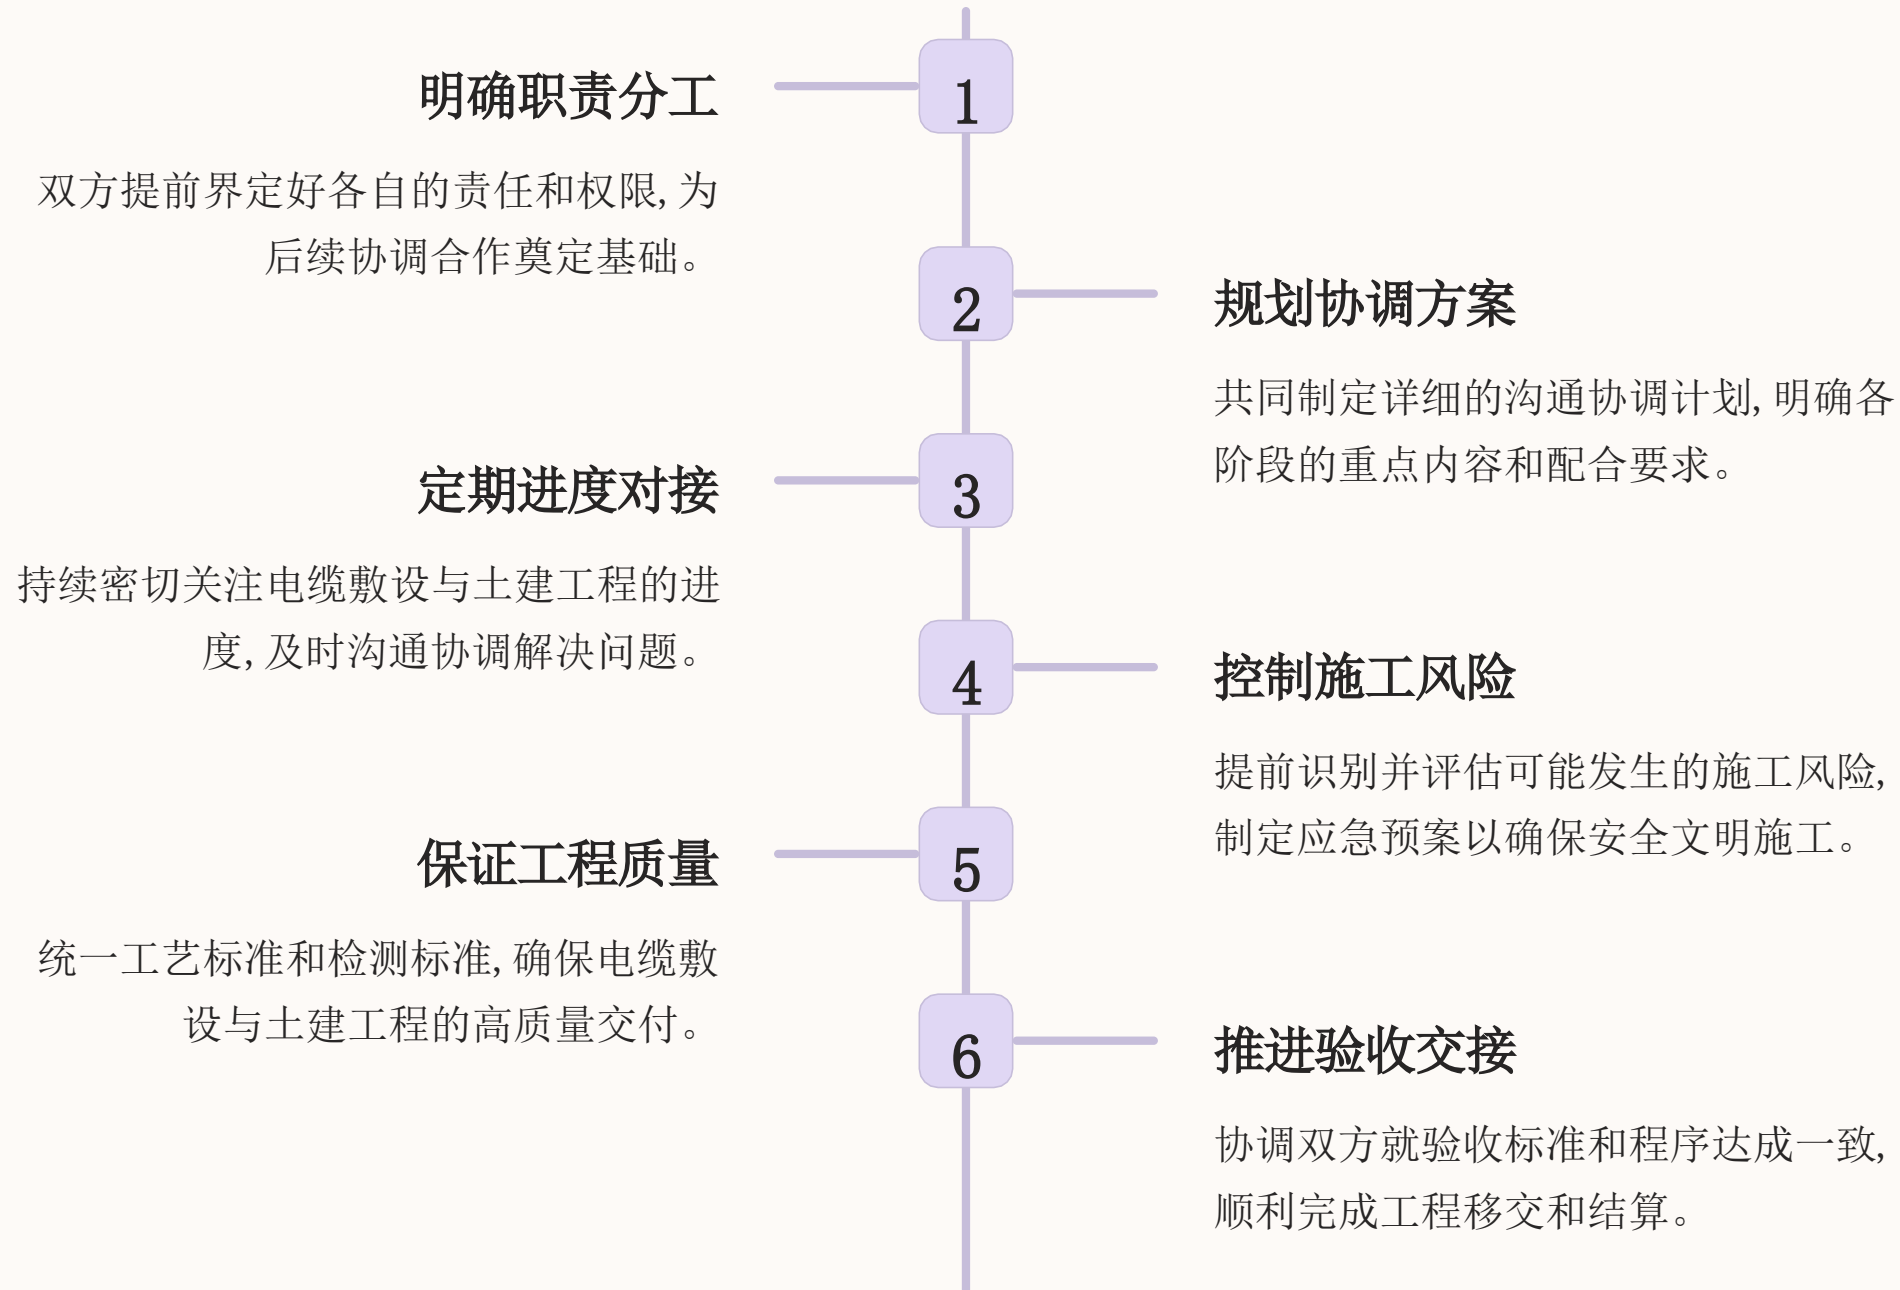 1
明确职责分工
双方提前界定好各自的责任和权限,为
后续协调合作奠定基础。
2
规划协调方案
共同制定详细的沟通协调计划,明确各
阶段的重点内容和配合要求。
3
定期进度对接
持续密切关注电缆敷设与土建工程的进
度,及时沟通协调解决问题。
4
控制施工风险
提前识别并评估可能发生的施工风险,
制定应急预案以确保安全文明施工。
5
保证工程质量
统一工艺标准和检测标准,确保电缆敷
设与土建工程的高质量交付。
6
推进验收交接
协调双方就验收标准和程序达成一致,
顺利完成工程移交和结算。